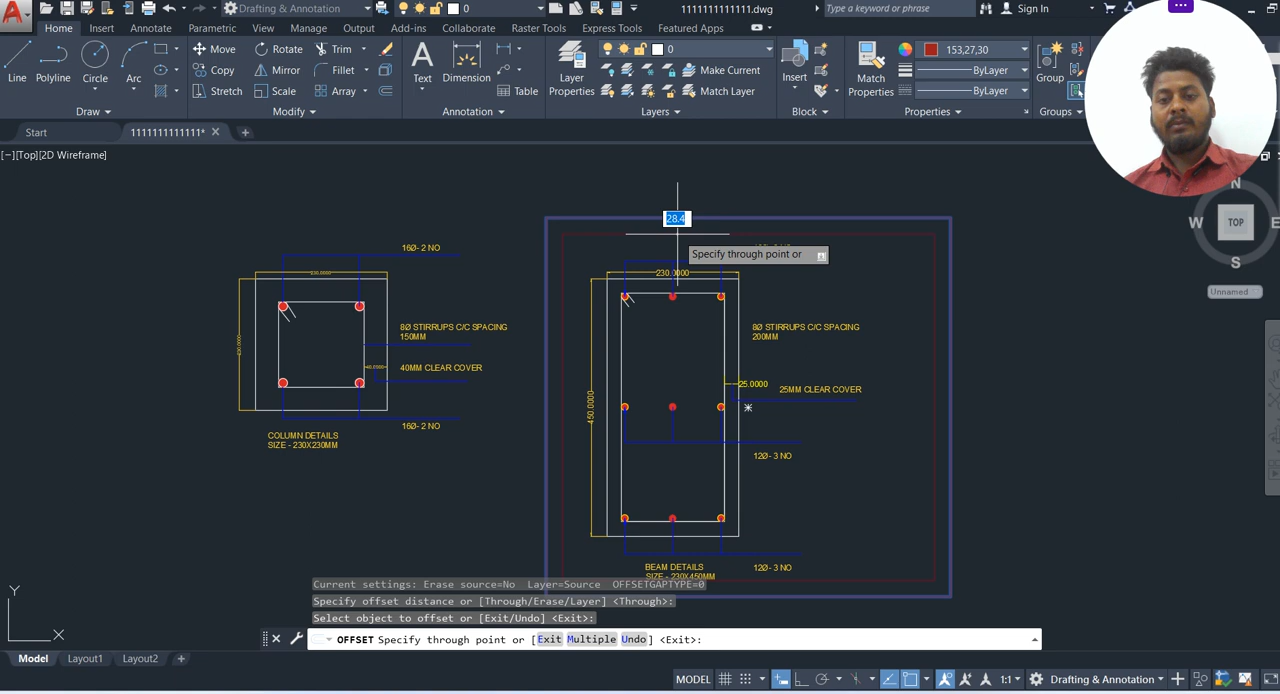 Drafting & Annotation
0
1111111111111.dwg
Type a keyword or phrase
Sign In
Home
Insert
Annotate
Parametric
View
Manage
Output
Add-ins
Collaborate
Raster Tools
Express Tools
Featured Apps
Line
Polyline
Circle
Arc
Move
Rotate
Trim
Copy
Mirror
Fillet
Stretch
Scale
Array
Draw
Modify
Text
Dimension
Table
Annotation
Layer
Properties
0
Make Current
Match Layer
Layers
Insert
Block
Match
Properties
153,27,30
ByLayer
ByLayer
Properties
Group
Groups
Start
1111111111111*
[−][Top][2D Wireframe]
N
W
TOP
E
S
Unnamed
28.4
Specify through point or
16Ø- 2 NO
230.0000
8Ø STIRRUPS C/C SPACING
150MM
40MM CLEAR COVER
16Ø- 2 NO
COLUMN DETAILS
SIZE - 230X230MM
230.0000
450.0000
8Ø STIRRUPS C/C SPACING
200MM
25.0000
25MM CLEAR COVER
12Ø- 3 NO
12Ø- 3 NO
BEAM DETAILS
SIZE - 230X450MM
Y
X
Current settings: Erase source=No Layer=Source OFFSETGAPTYPE=0
Specify offset distance or [Through/Erase/Layer] <Through>:
Select object to offset or [Exit/Undo] <Exit>:
OFFSET Specify through point or [Exit Multiple Undo] <Exit>:
Model
Layout1
Layout2
MODEL
1:1
Drafting & Annotation